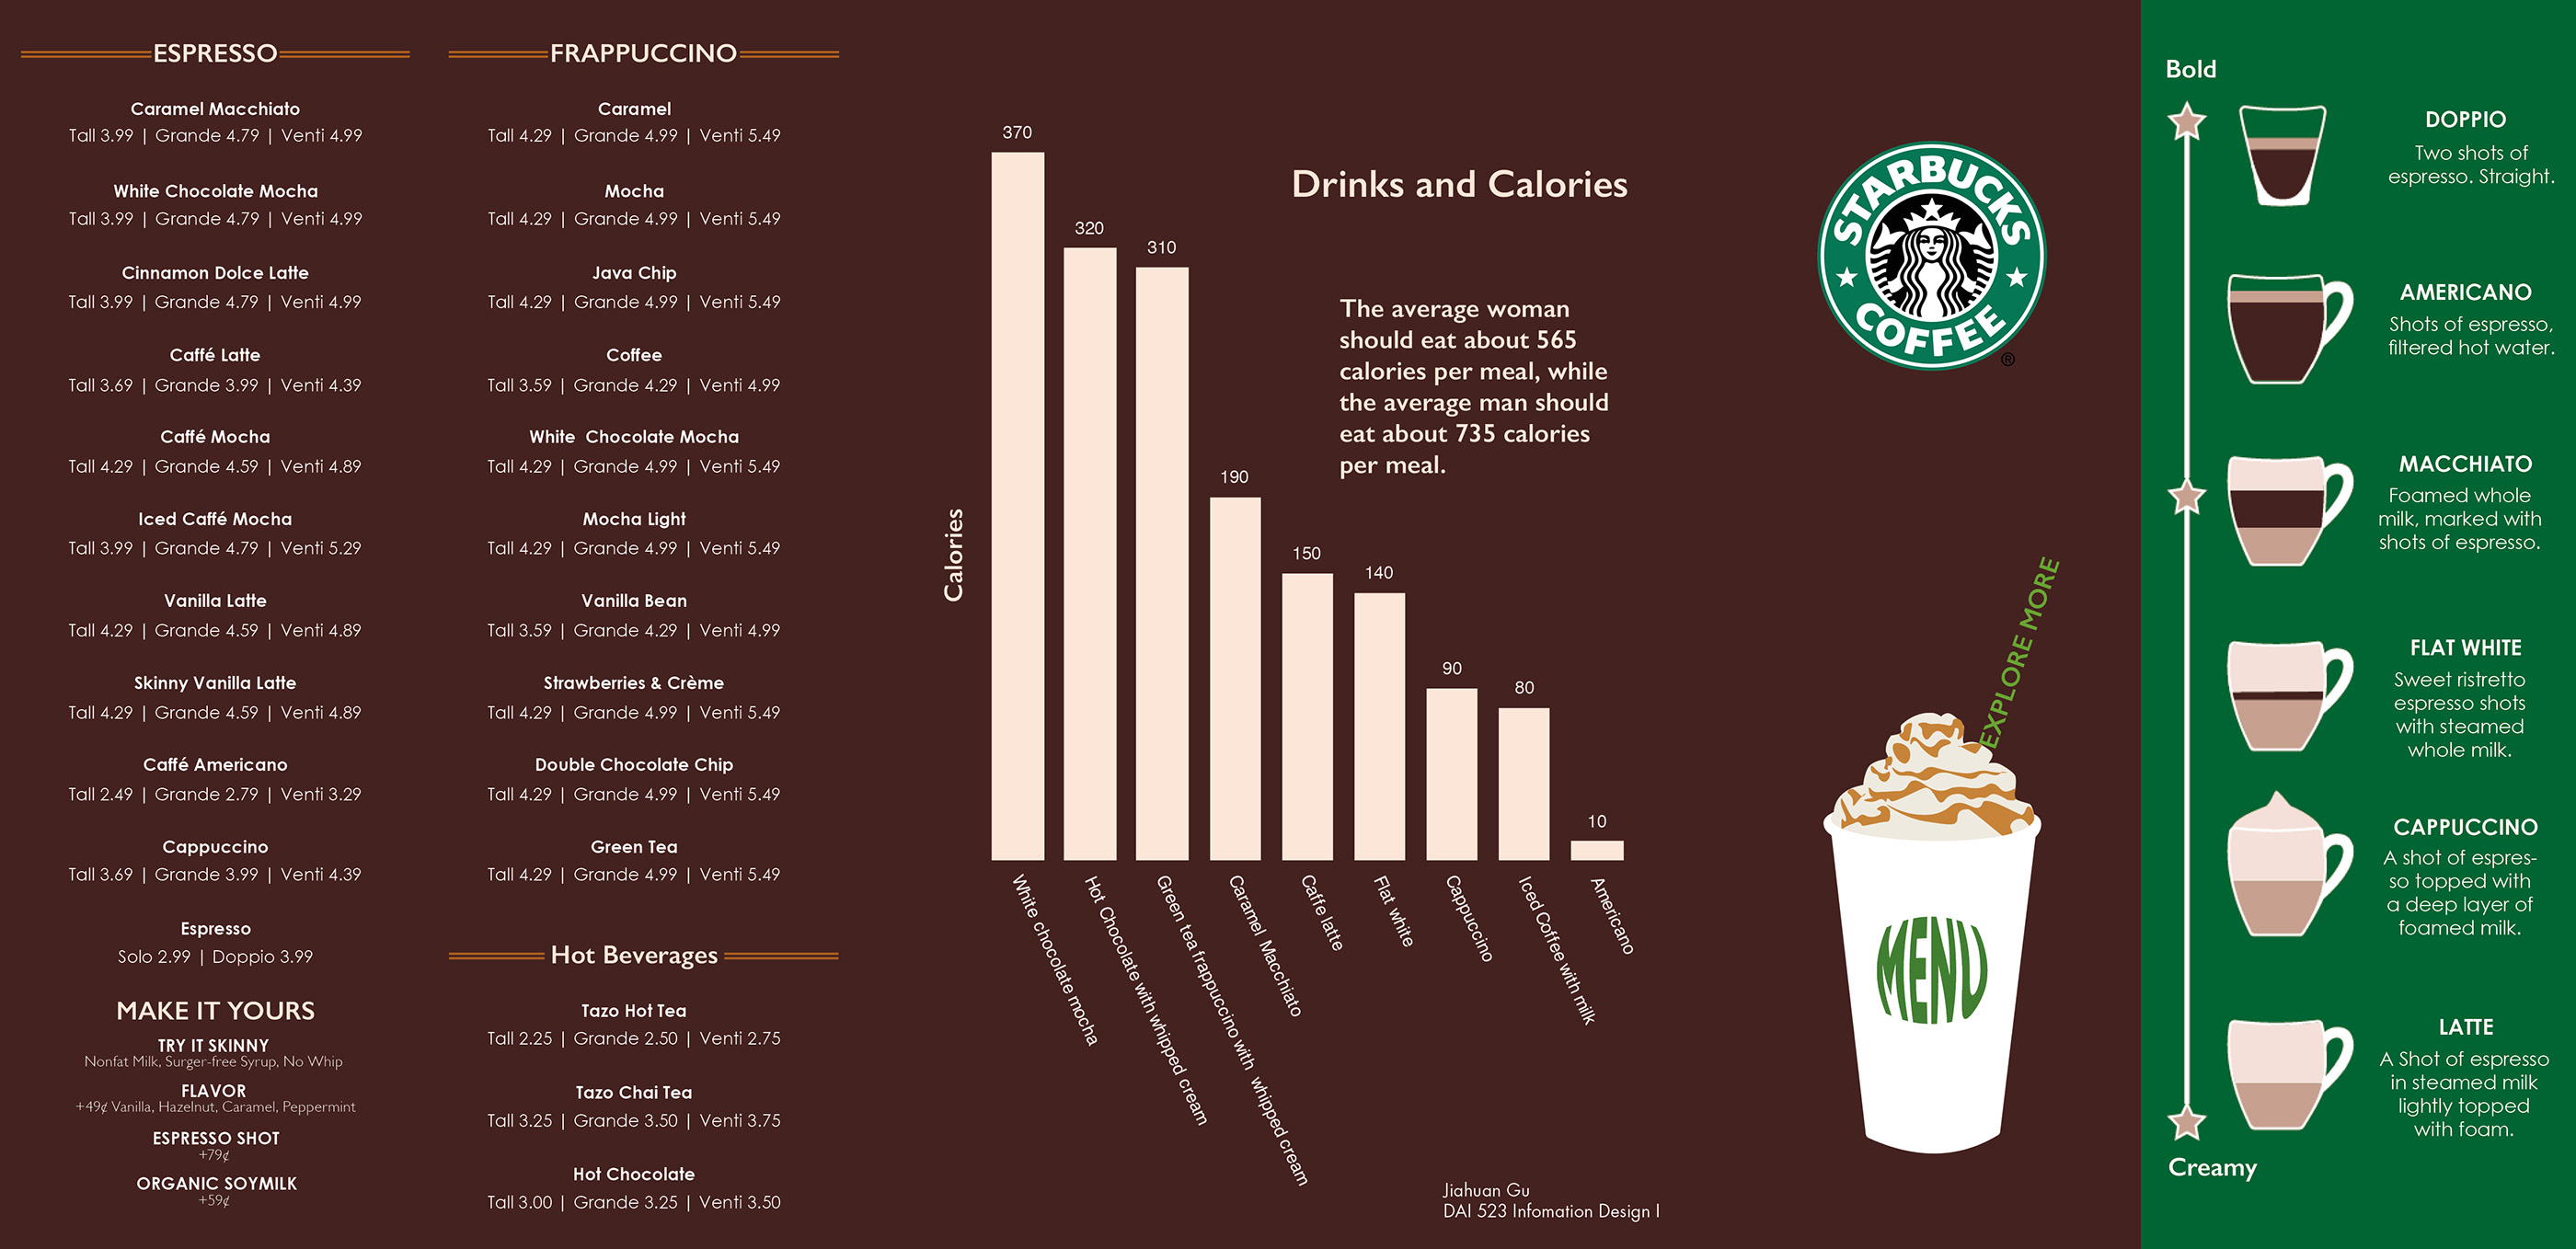 ESPRESSO
Caramel Macchiato
Tall 3.99 | Grande 4.79 | Venti 4.99
White Chocolate Mocha
Tall 3.99 | Grande 4.79 | Venti 4.99
Cinnamon Dolce Latte
Tall 3.99 | Grande 4.79 | Venti 4.99
Caffé Latte
Tall 3.69 | Grande 3.99 | Venti 4.39
Caffé Mocha
Tall 4.29 | Grande 4.59 | Venti 4.89
Iced Caffé Mocha
Tall 3.99 | Grande 4.79 | Venti 5.29
Vanilla Latte
Tall 4.29 | Grande 4.59 | Venti 4.89
Skinny Vanilla Latte
Tall 4.29 | Grande 4.59 | Venti 4.89
Caffé Americano
Tall 2.49 | Grande 2.79 | Venti 3.29
Cappuccino
Tall 3.69 | Grande 3.99 | Venti 4.39
Espresso
Solo 2.99 | Doppio 3.99
MAKE IT YOURS
TRY IT SKINNY
Nonfat Milk, Surger-free Syrup, No Whip
FLAVOR
+49¢ Vanilla, Hazelnut, Caramel, Peppermint
ESPRESSO SHOT
+79¢
ORGANIC SOYMILK
+59¢
FRAPPUCCINO
Caramel
Tall 4.29 | Grande 4.99 | Venti 5.49
Mocha
Tall 4.29 | Grande 4.99 | Venti 5.49
Java Chip
Tall 4.29 | Grande 4.99 | Venti 5.49
Coffee
Tall 3.59 | Grande 4.29 | Venti 4.99
White Chocolate Mocha
Tall 4.29 | Grande 4.99 | Venti 5.49
Mocha Light
Tall 4.29 | Grande 4.99 | Venti 5.49
Vanilla Bean
Tall 3.59 | Grande 4.29 | Venti 4.99
Strawberries & Crème
Tall 4.29 | Grande 4.99 | Venti 5.49
Double Chocolate Chip
Tall 4.29 | Grande 4.99 | Venti 5.49
Green Tea
Tall 4.29 | Grande 4.99 | Venti 5.49
Hot Beverages
Tazo Hot Tea
Tall 2.25 | Grande 2.50 | Venti 2.75
Tazo Chai Tea
Tall 3.25 | Grande 3.50 | Venti 3.75
Hot Chocolate
Tall 3.00 | Grande 3.25 | Venti 3.50
Drinks and Calories
The average woman
should eat about 565
calories per meal, while
the average man should
eat about 735 calories
per meal.
Calories
370
320
310
190
150
140
90
80
10
White chocolate mocha
Hot Chocolate with whipped cream
Green tea frappuccino with whipped cream
Caramel Macchiato
Caffe latte
Flat white
Cappuccino
Iced Coffee with milk
Americano
Jiahuan Gu
DAI 523 Infomation Design I
STARBUCKS
COFFEE
®
EXPLORE MORE
MENU
Bold
DOPPIO
Two shots of
espresso. Straight.
AMERICANO
Shots of espresso,
filtered hot water.
MACCHIATO
Foamed whole
milk, marked with
shots of espresso.
FLAT WHITE
Sweet ristretto
espresso shots
with steamed
whole milk.
CAPPUCCINO
A shot of espres-
so topped with
a deep layer of
foamed milk.
LATTE
A Shot of espresso
in steamed milk
lightly topped
with foam.
Creamy